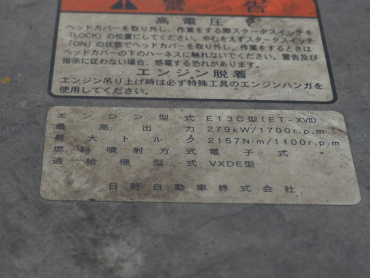 警告
高電圧
ヘッドカバーを取り外し、作業をする際スタータスイッチを
「LOCK」の位置にしてください。やむをえずスタータスイッチ
「ON」の状態でヘッドカバーを取り外し、作業をするときは
ヘッドカバーの下のハーネスに触れないでください。警告及び
指示に従わない場合、感電する恐れがあります。
エンジン脱着
エンジン吊り上げ時は必ず特殊工具のエンジンハンガを
使用してください。
エンジン型式 E13C型(ET-XVII)
最高出力 279kW/1700r.p.m
最大トルク 2157N・m/1100r.p.m
燃料噴射方式 電子式
過給機型式 VXDE型
日野自動車株式会社